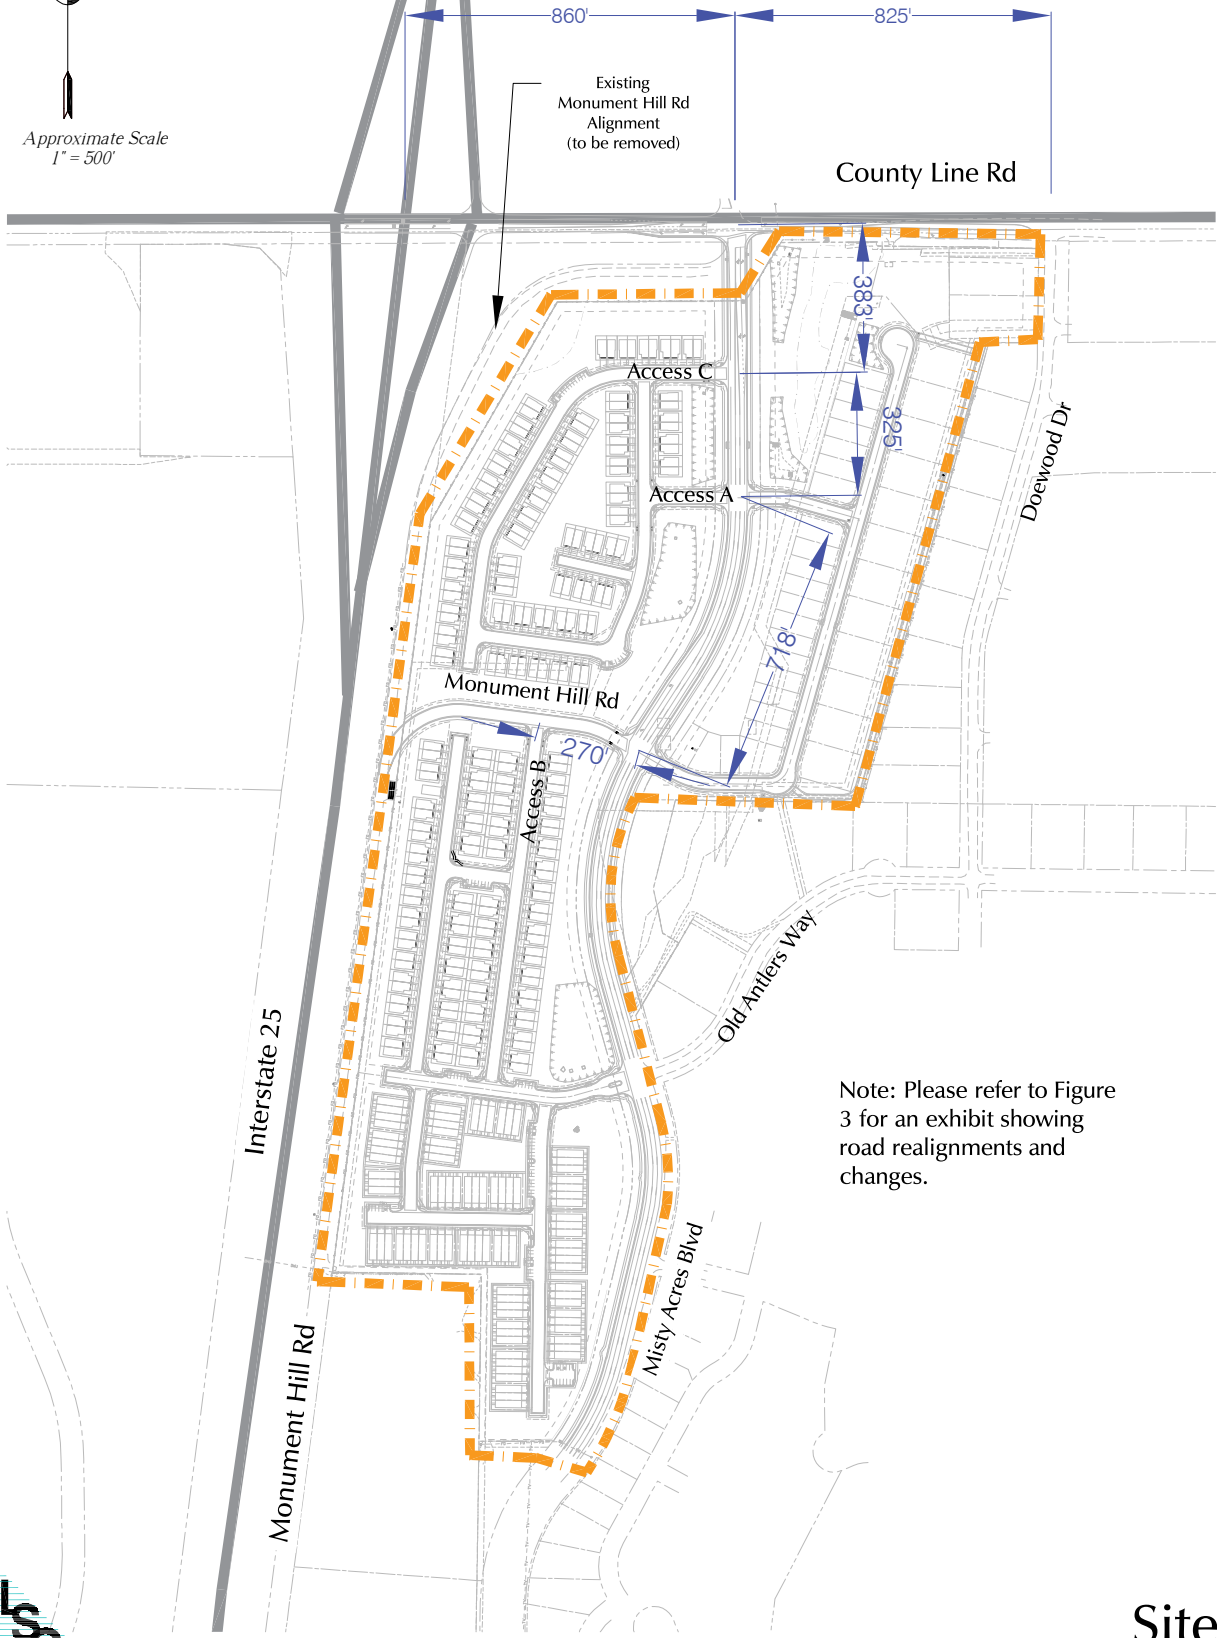 860'
825'
Existing
Monument Hill Rd
Alignment
(to be removed)
Approximate Scale
1" = 500'
County Line Rd
383'
Access C
325'
Access A
Doewood Dr
718'
Monument Hill Rd
270'
Access B
Old Antlers Way
Interstate 25
Note: Please refer to Figure
3 for an exhibit showing
road realignments and
changes.
Misty Acres Blvd
Monument Hill Rd
LSC
Site